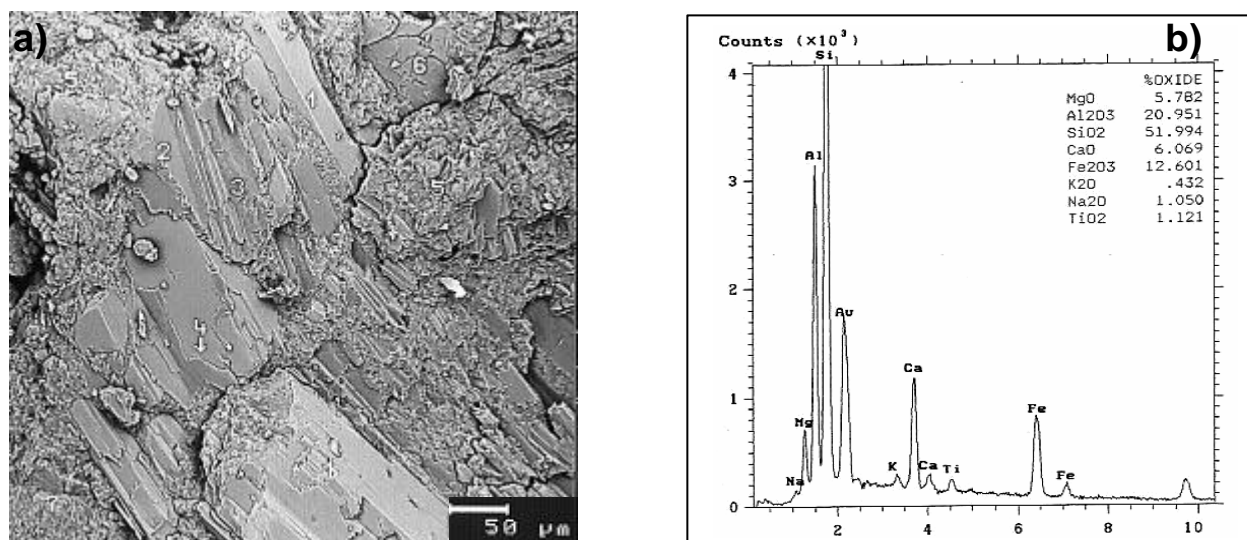 a)
1
6
5
2
3
5
4
50 µm
b)
Counts (×10³)
Si
4
%OXIDE
MgO 5.782
Al2O3 20.951
SiO2 51.994
CaO 6.069
Fe2O3 12.601
K2O .432
Na2O 1.050
TiO2 1.121
Al
3
2
Au
Ca
1
Fe
Mg
K
Ca
Ti
Fe
Na
0
2
4
6
8
10